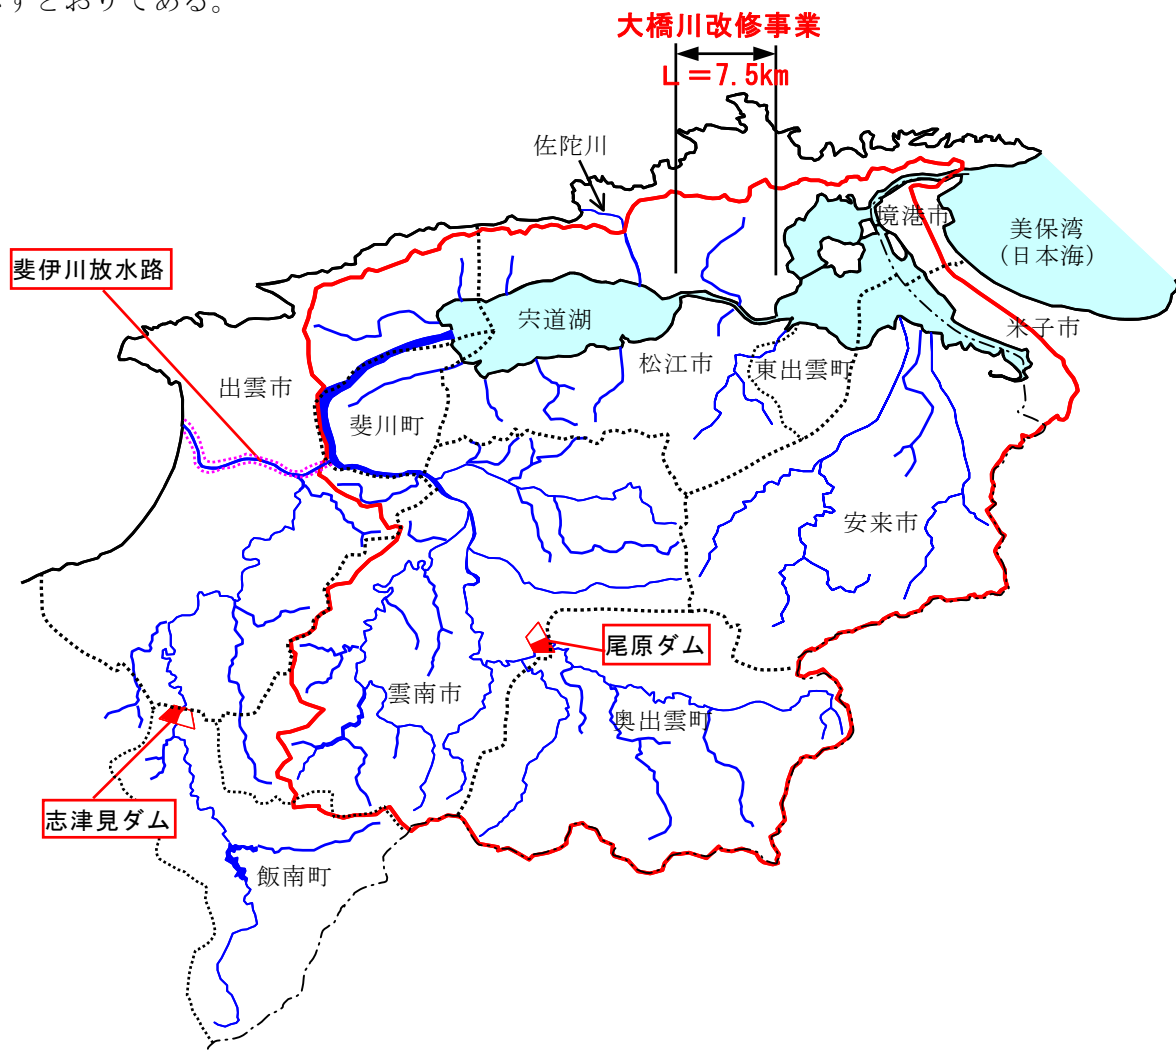 すとおりである。
大橋川改修事業
L=7.5km
佐陀川
境港市
美保湾
(日本海)
斐伊川放水路
宍道湖
米子市
松江市
東出雲町
出雲市
斐川町
安来市
尾原ダム
雲南市
奥出雲町
志津見ダム
飯南町